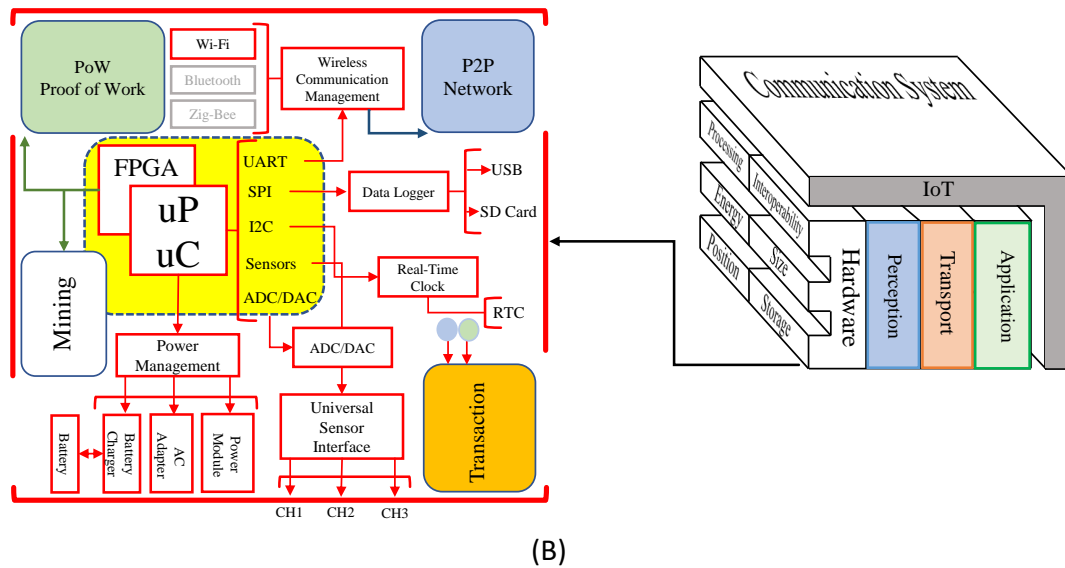 PoW
Proof of Work
Wi-Fi
Bluetooth
Zig-Bee
Wireless
Communication
Management
P2P
Network
FPGA
uP
uC
UART
SPI
I2C
Sensors
ADC/DAC
Data Logger
USB
SD Card
Real-Time
Clock
RTC
Mining
Power
Management
ADC/DAC
Universal
Sensor
Interface
Transaction
Battery
Battery
Charger
AC
Adapter
Power
Module
CH1
CH2
CH3
Communication System
IoT
Processing
Interoperability
Energy
Size
Position
Storage
Hardware
Perception
Transport
Application
(B)